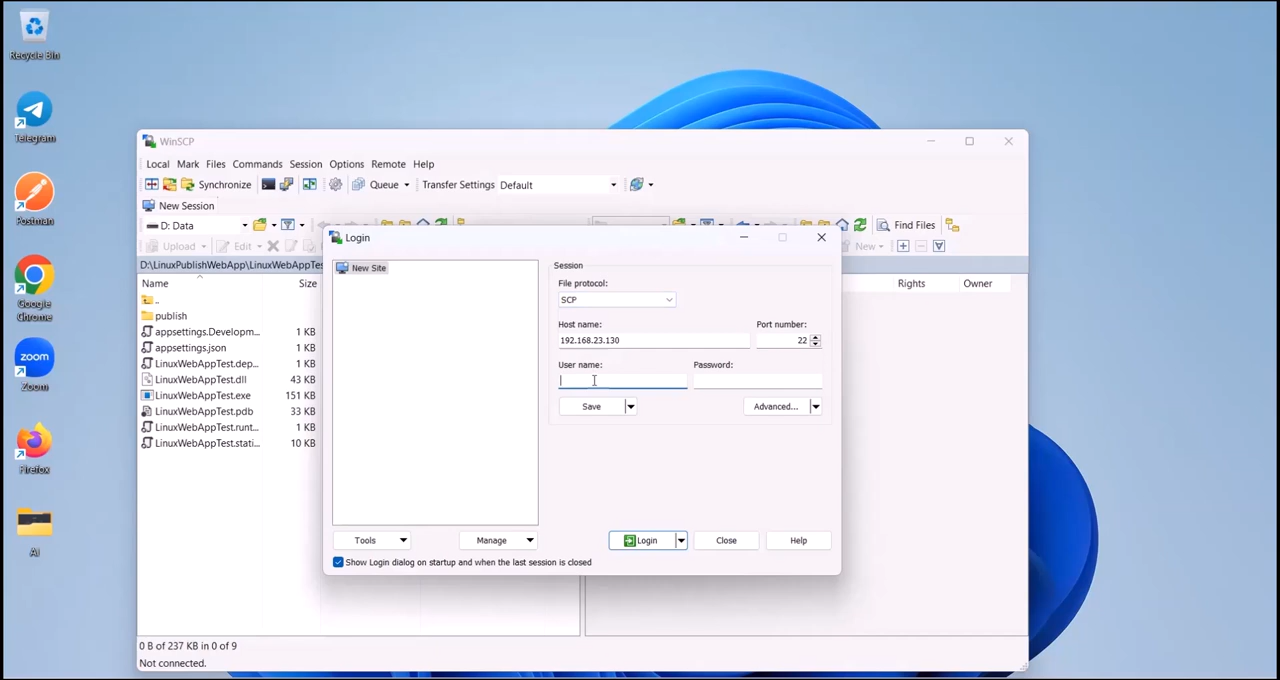 Recycle Bin
Telegram
Postman
Google
Chrome
zoom
Zoom
Firefox
AI
WinSCP
Local Mark Files Commands Session Options Remote Help
Synchronize Queue Transfer Settings Default
New Session
D: Data Find Files
Upload Edit New
D:\LinuxPublishWebApp\LinuxWebAppTes
Name Size Rights Owner
..
publish
appsettings.Developm... 1 KB
appsettings.json 1 KB
LinuxWebAppTest.dep... 1 KB
LinuxWebAppTest.dll 43 KB
LinuxWebAppTest.exe 151 KB
LinuxWebAppTest.pdb 33 KB
LinuxWebAppTest.runt... 1 KB
LinuxWebAppTest.stati... 10 KB
0 B of 237 KB in 0 of 9
Not connected.
Login
New Site
Session
File protocol:
SCP
Host name: Port number:
192.168.23.130 22
User name: Password:
Save Advanced...
Tools Manage Login Close Help
Show Login dialog on startup and when the last session is closed